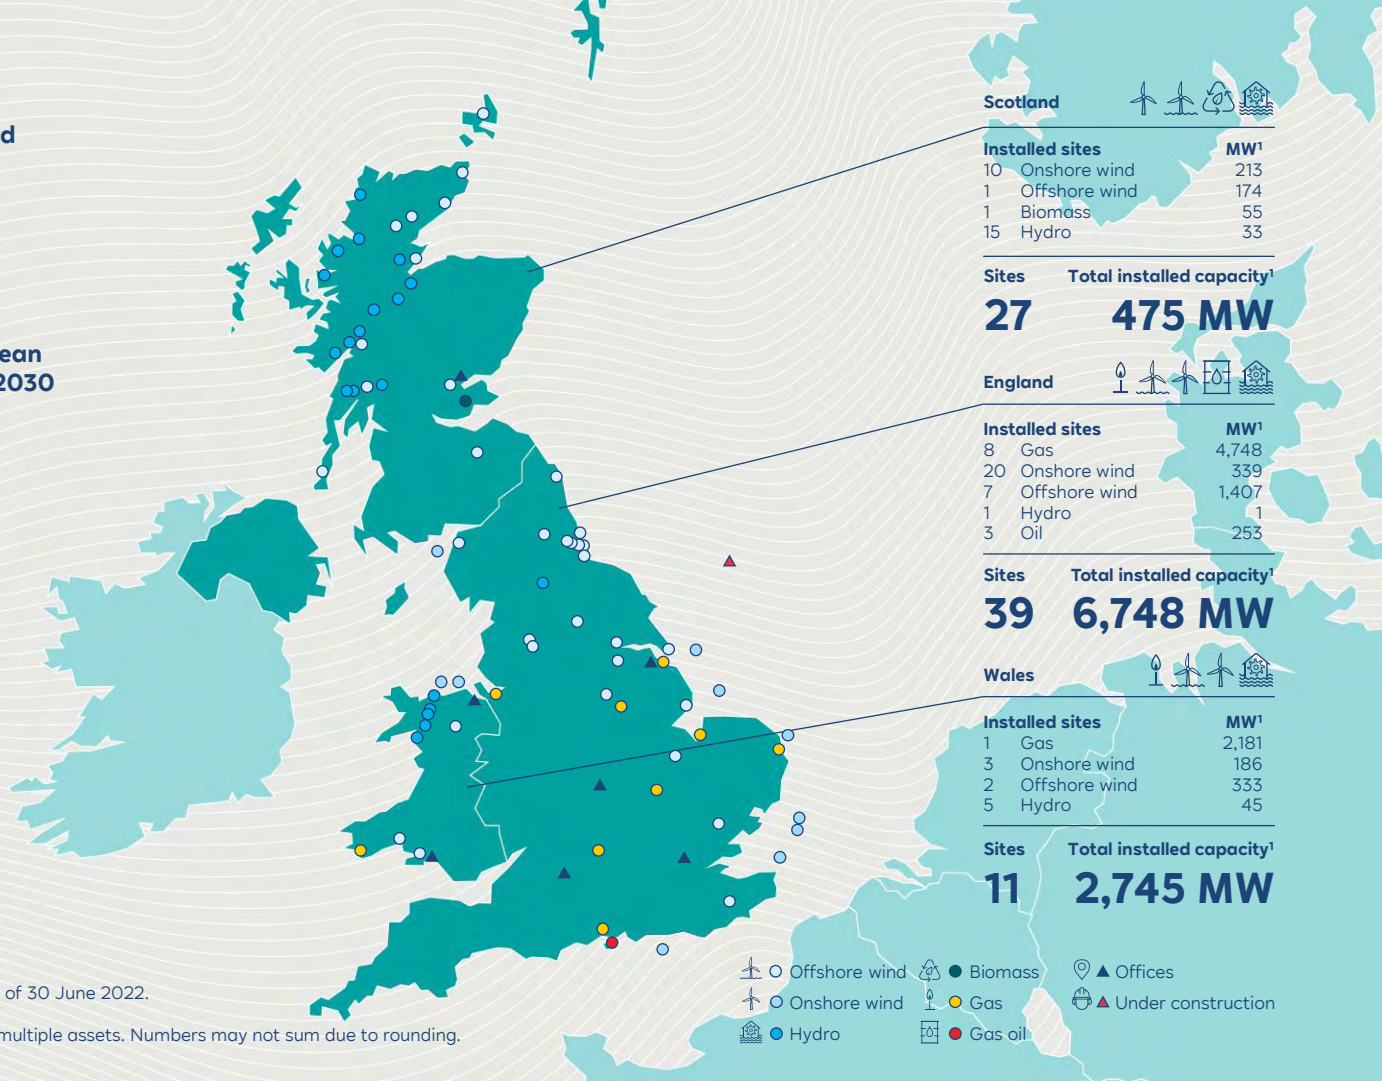 d
ean
2030
Scotland
Installed sites MW¹
10 Onshore wind 213
1 Offshore wind 174
1 Biomass 55
15 Hydro 33
Sites Total installed capacity¹
27 475 MW
England
Installed sites MW¹
8 Gas 4,748
20 Onshore wind 339
7 Offshore wind 1,407
1 Hydro 1
3 Oil 253
Sites Total installed capacity¹
39 6,748 MW
Wales
Installed sites MW¹
1 Gas 2,181
3 Onshore wind 186
2 Offshore wind 333
5 Hydro 45
Sites Total installed capacity¹
11 2,745 MW
Offshore wind Biomass Offices
Onshore wind Gas Under construction
Hydro Gas oil
of 30 June 2022.
multiple assets. Numbers may not sum due to rounding.